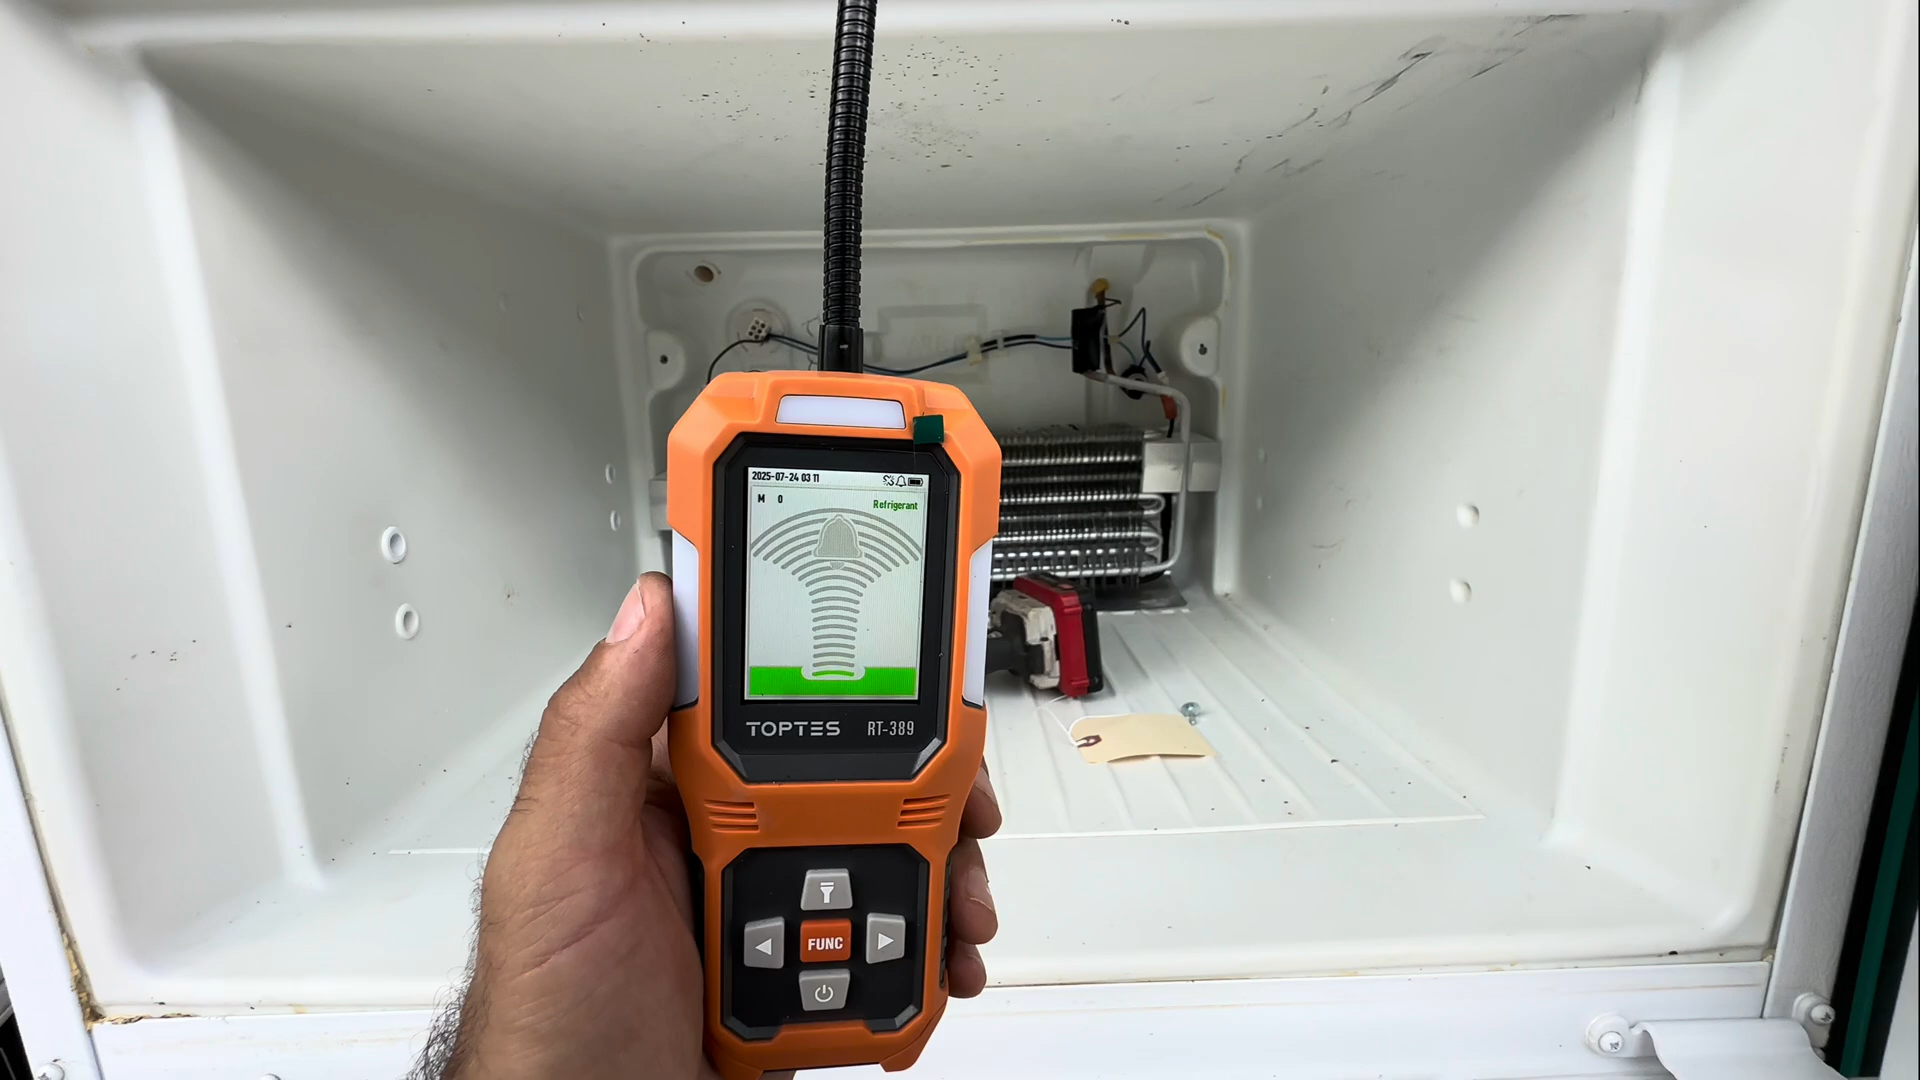 2025-07-24 03 11
M 0
Refrigerant
TOPTES RT-389
FUNC